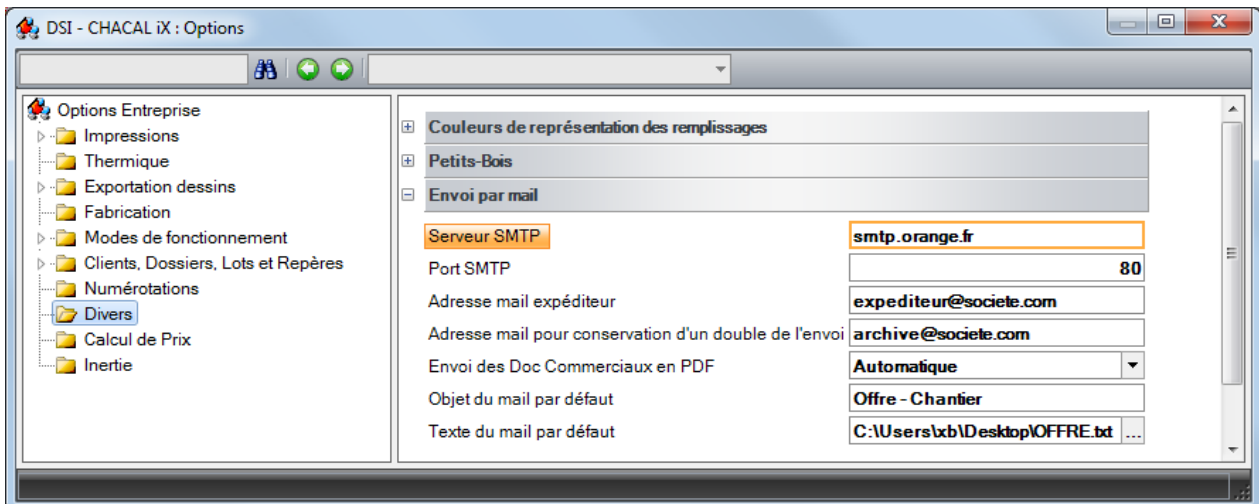 DSI - CHACAL iX : Options
Options Entreprise
Impressions
Thermique
Exportation dessins
Fabrication
Modes de fonctionnement
Clients, Dossiers, Lots et Repères
Numérotations
Divers
Calcul de Prix
Inertie
Couleurs de représentation des remplissages
Petits-Bois
Envoi par mail
Serveur SMTP smtp.orange.fr
Port SMTP 80
Adresse mail expéditeur expediteur@societe.com
Adresse mail pour conservation d'un double de l'envoi archive@societe.com
Envoi des Doc Commerciaux en PDF Automatique
Objet du mail par défaut Offre - Chantier
Texte du mail par défaut C:\Users\xb\Desktop\OFFRE.txt ...